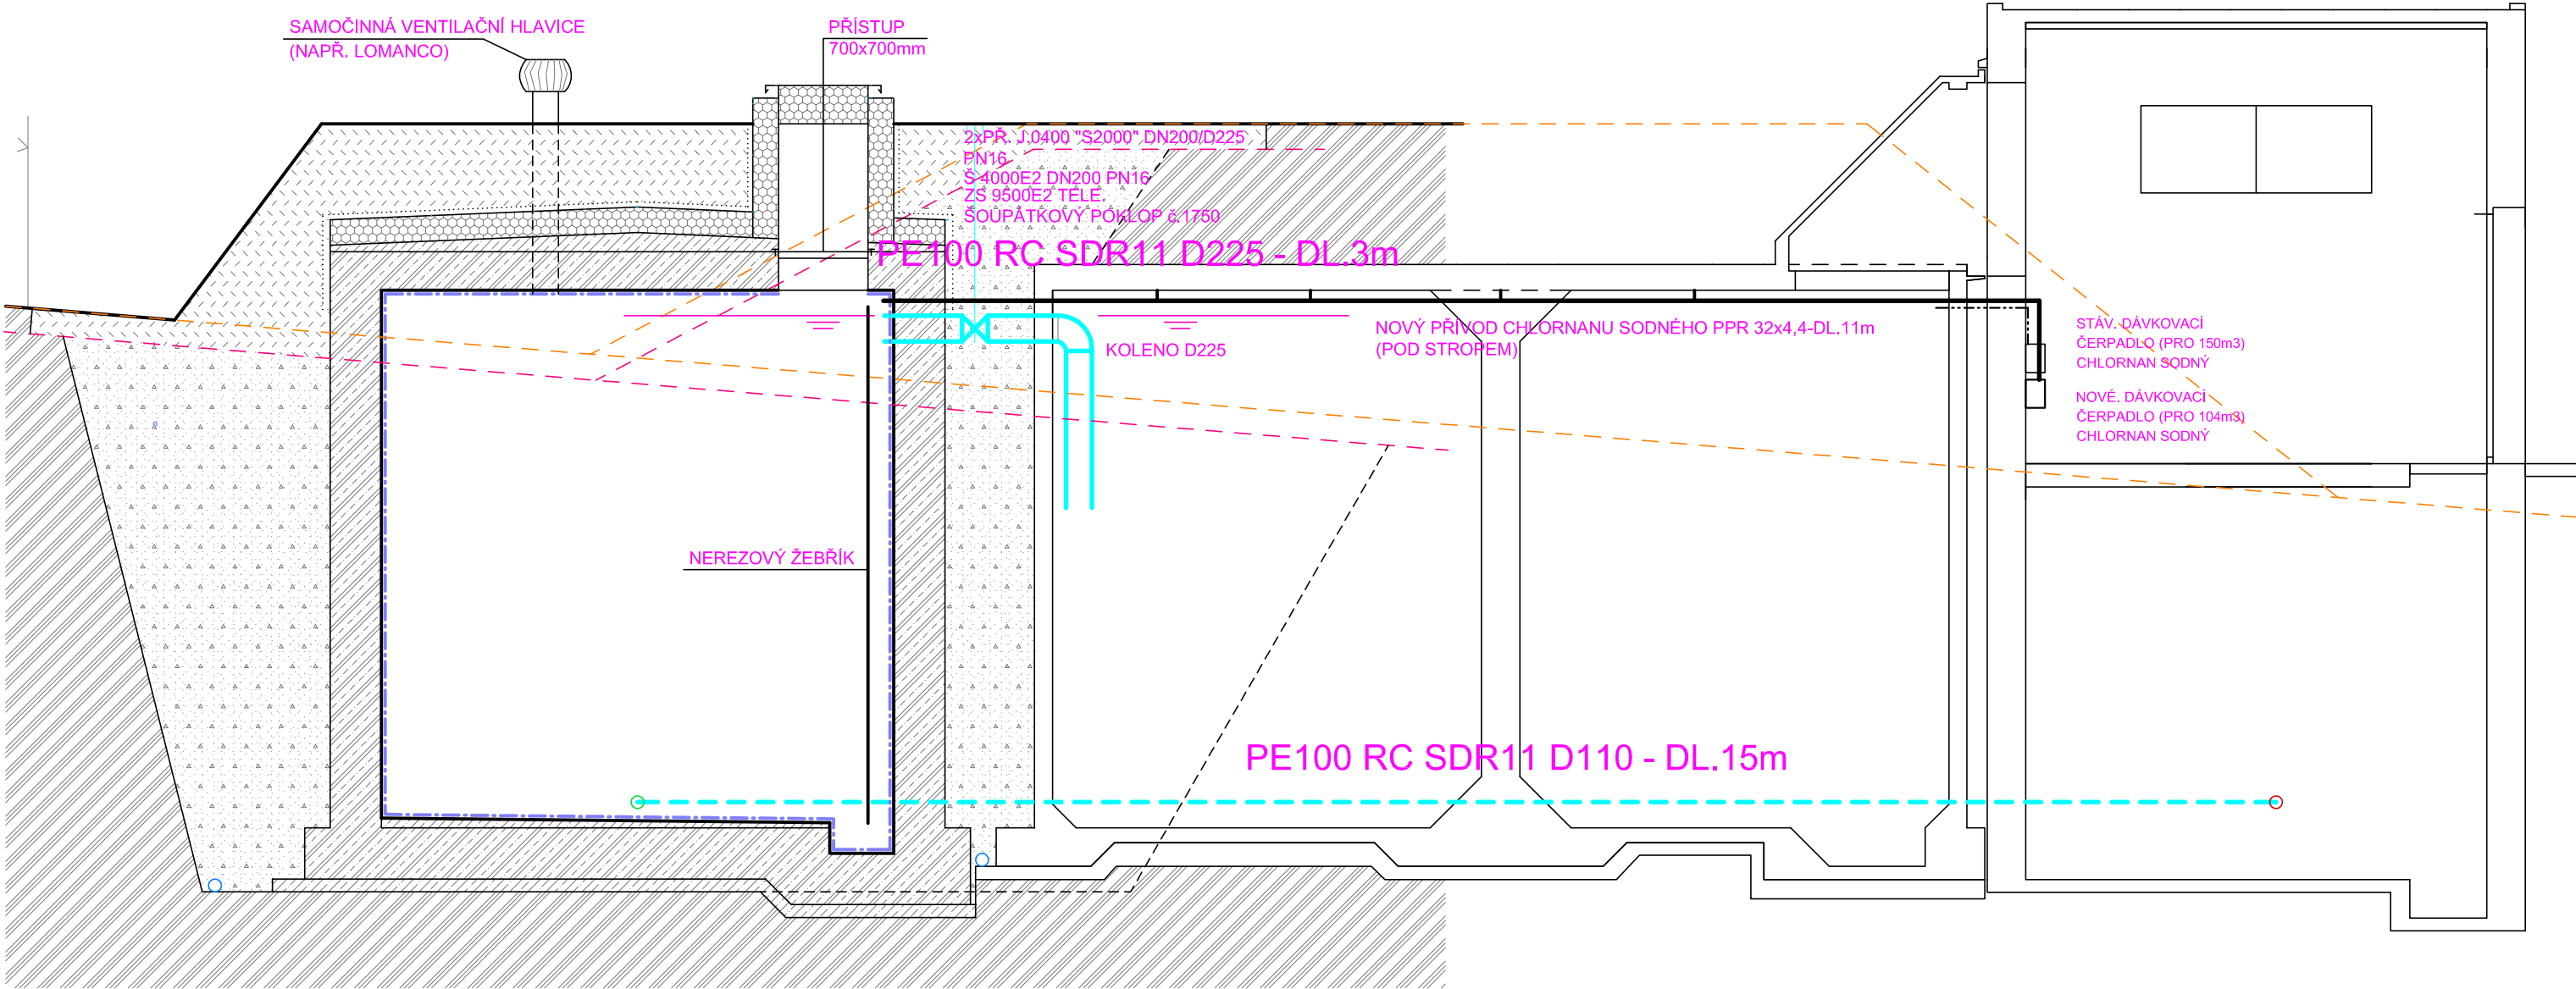 SAMOČINNÁ VENTILAČNÍ HLAVICE
(NAPŘ. LOMANCO)
PŘÍSTUP
700x700mm
2xPŘ. J.0400 "S2000" DN200/D225
PN16
Š 4000E2 DN200 PN16
ZS 9500E2 TELE.
ŠOUPÁTKOVÝ POKLOP č.1750
PE100 RC SDR11 D225 - DL.3m
NOVÝ PŘÍVOD CHLORNANU SODNÉHO PPR 32x4,4-DL.11m
(POD STROPEM)
KOLENO D225
STÁV. DÁVKOVACÍ
ČERPADLO (PRO 150m3)
CHLORNAN SODNÝ
NOVÉ. DÁVKOVACÍ
ČERPADLO (PRO 104m3)
CHLORNAN SODNÝ
NEREZOVÝ ŽEBŘÍK
PE100 RC SDR11 D110 - DL.15m